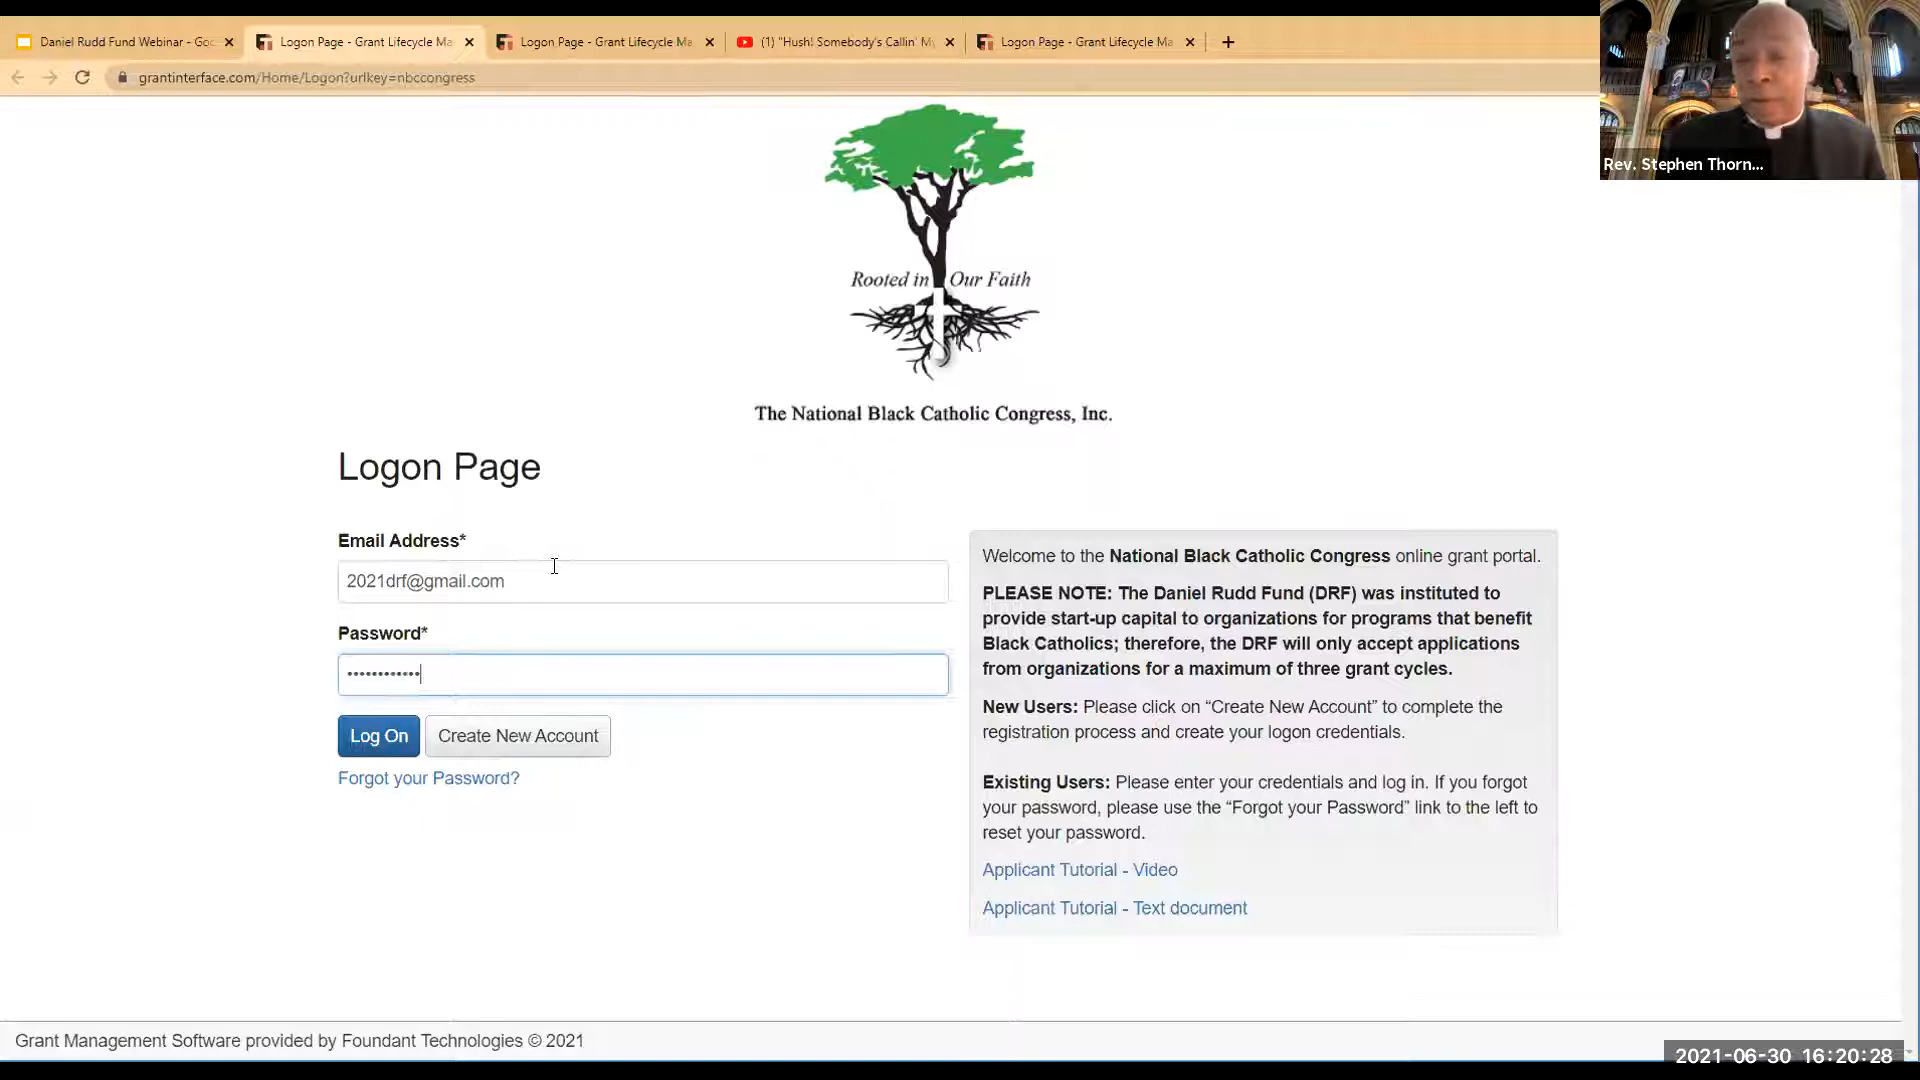 Daniel Rudd Fund Webinar - Goo
Logon Page - Grant Lifecycle Ma
Logon Page - Grant Lifecycle Ma
(1) "Hush! Somebody's Callin' My
Logon Page - Grant Lifecycle Ma
grantinterface.com/Home/Logon?urlkey=nbccongress
Rev. Stephen Thorn...
Rooted in Our Faith
The National Black Catholic Congress, Inc.
Logon Page
Email Address*
2021drf@gmail.com
Password*
••••••••••••
Log On
Create New Account
Forgot your Password?
Welcome to the National Black Catholic Congress online grant portal.
PLEASE NOTE: The Daniel Rudd Fund (DRF) was instituted to
provide start-up capital to organizations for programs that benefit
Black Catholics; therefore, the DRF will only accept applications
from organizations for a maximum of three grant cycles.
New Users: Please click on “Create New Account” to complete the
registration process and create your logon credentials.
Existing Users: Please enter your credentials and log in. If you forgot
your password, please use the “Forgot your Password” link to the left to
reset your password.
Applicant Tutorial - Video
Applicant Tutorial - Text document
Grant Management Software provided by Foundant Technologies © 2021
2021-06-30 16:20:28